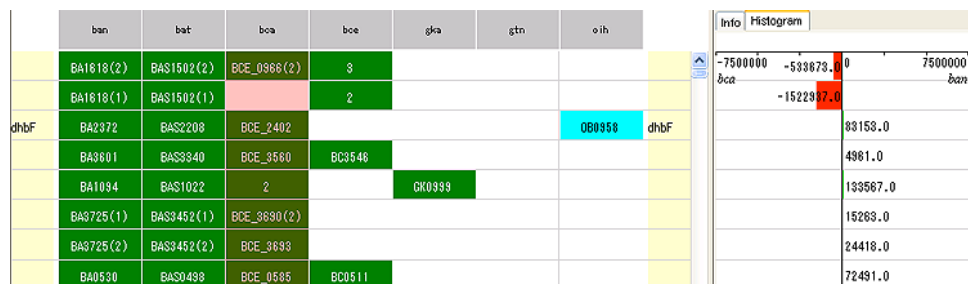 ban bat bca bce gka gtn oih
Info Histogram
-7500000 -533673.0 0 7500000
bca ban
BA1618(2) BAS1502(2) BCE_0966(2) 3
BA1618(1) BAS1502(1) 2 -1522987.0
dhbF BA2372 BAS2208 BCE_2402 OB0958 dhbF 83153.0
BA3601 BAS3340 BCE_3560 BC3546 4961.0
BA1094 BAS1022 2 GK0999 133567.0
BA3725(1) BAS3452(1) BCE_3690(2) 15263.0
BA3725(2) BAS3452(2) BCE_3693 24418.0
BA0530 BAS0498 BCE_0585 BC0511 72491.0